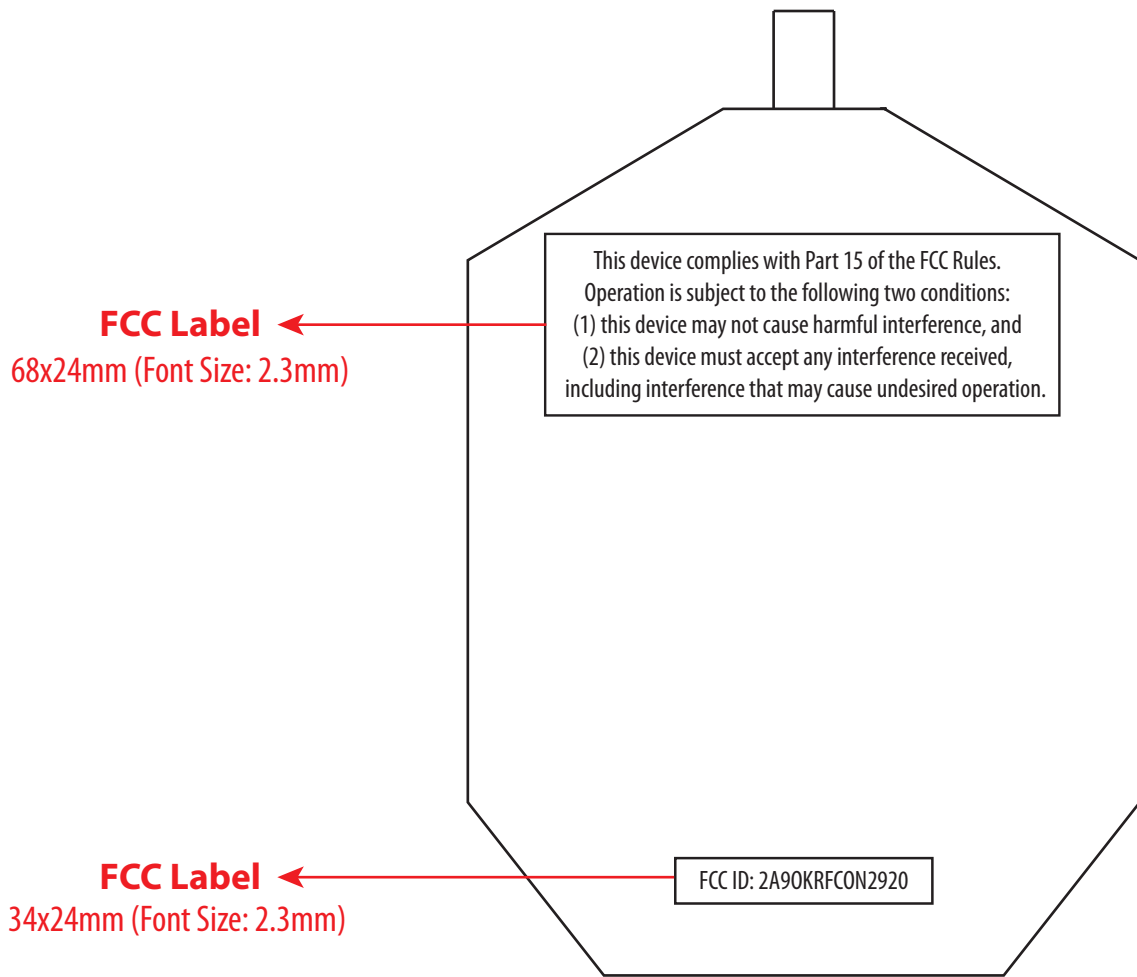 This device complies with Part 15 of the FCC Rules.
Operation is subject to the following two conditions:
(1) this device may not cause harmful interference, and
(2) this device must accept any interference received,
including interference that may cause undesired operation.
FCC Label
68x24mm (Font Size: 2.3mm)
FCC Label
34x24mm (Font Size: 2.3mm)
FCC ID: 2A9OKRFCON2920